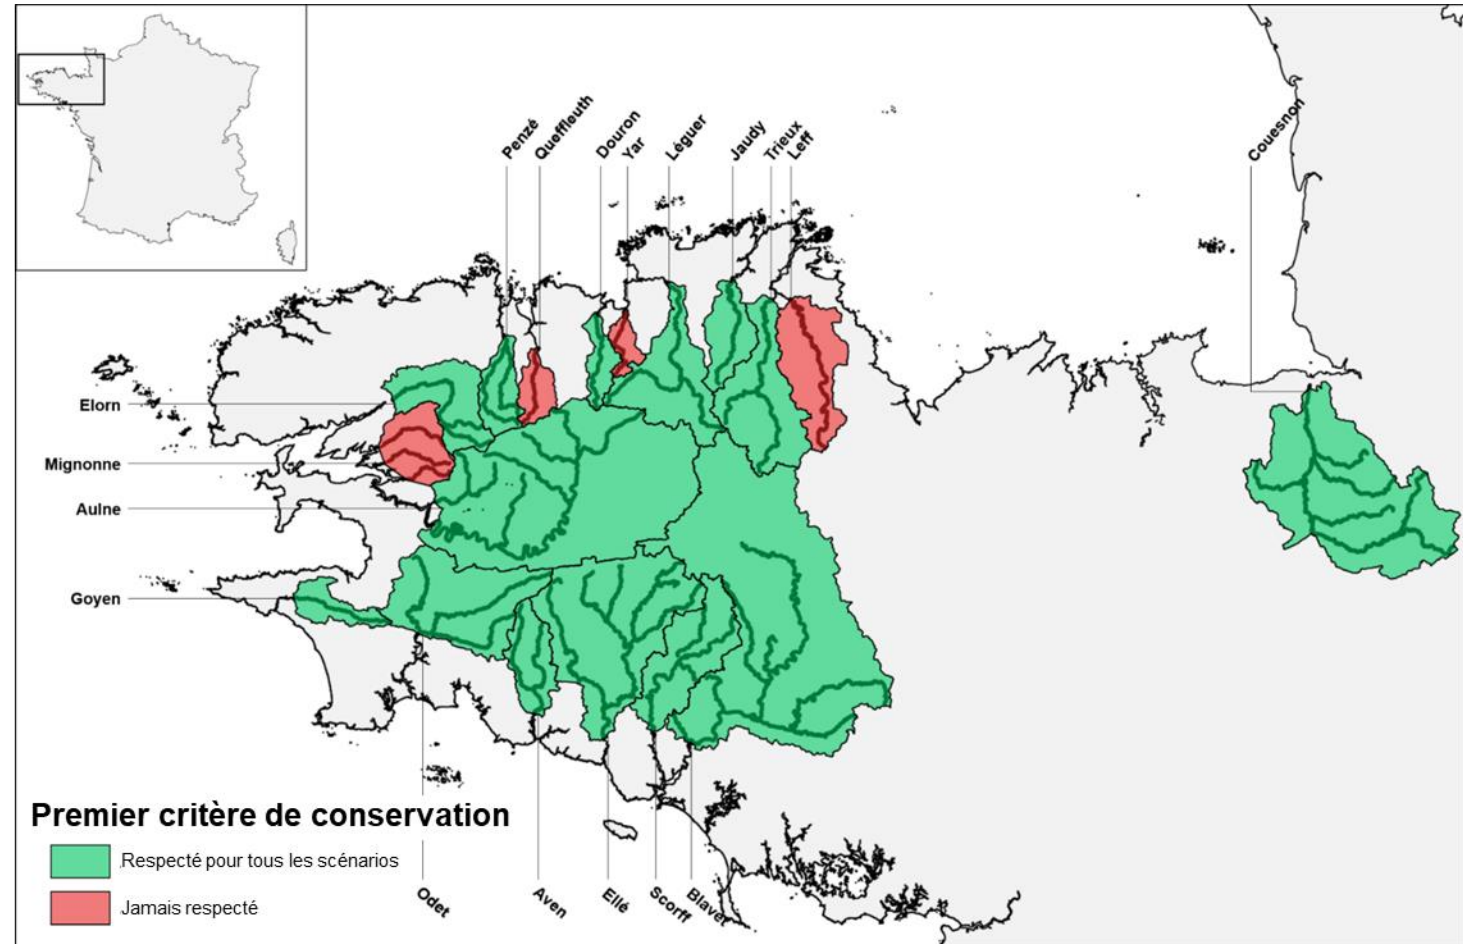 Penzé
Queffleuth
Douron
Yar
Léguer
Jaudy
Trieux
Leff
Couesnon
Elorn
Mignonne
Aulne
Goyen
Premier critère de conservation
Respecté pour tous les scénarios
Jamais respecté
Odet
Aven
Ellé
Scorff
Blavet